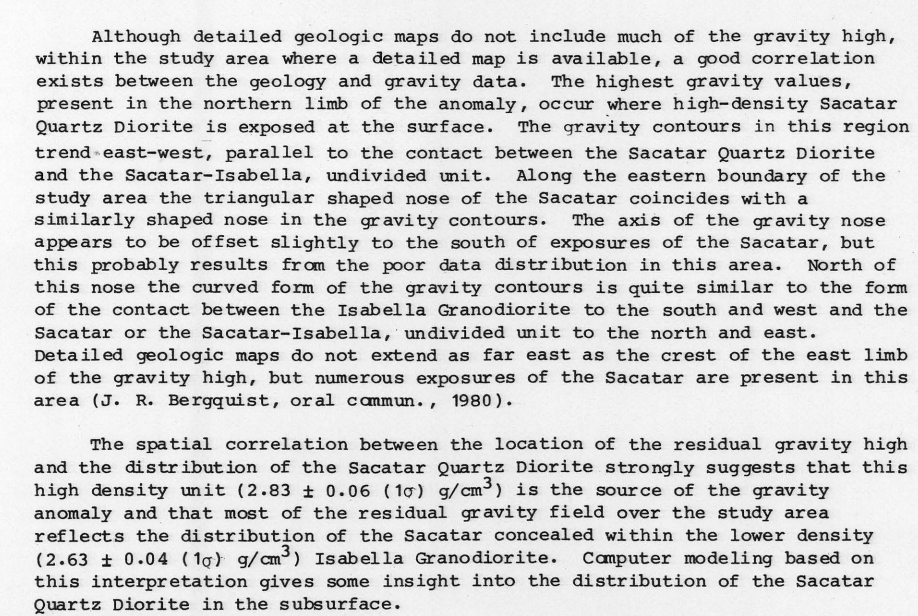 Although detailed geologic maps do not include much of the gravity high,
within the study area where a detailed map is available, a good correlation
exists between the geology and gravity data. The highest gravity values,
present in the northern limb of the anomaly, occur where high-density Sacatar
Quartz Diorite is exposed at the surface. The gravity contours in this region
trend east-west, parallel to the contact between the Sacatar Quartz Diorite
and the Sacatar-Isabella, undivided unit. Along the eastern boundary of the
study area the triangular shaped nose of the Sacatar coincides with a
similarly shaped nose in the gravity contours. The axis of the gravity nose
appears to be offset slightly to the south of exposures of the Sacatar, but
this probably results from the poor data distribution in this area. North of
this nose the curved form of the gravity contours is quite similar to the form
of the contact between the Isabella Granodiorite to the south and west and the
Sacatar or the Sacatar-Isabella, undivided unit to the north and east.
Detailed geologic maps do not extend as far east as the crest of the east limb
of the gravity high, but numerous exposures of the Sacatar are present in this
area (J. R. Bergquist, oral commun., 1980).
The spatial correlation between the location of the residual gravity high
and the distribution of the Sacatar Quartz Diorite strongly suggests that this
high density unit (2.83 ± 0.06 (1σ) g/cm³) is the source of the gravity
anomaly and that most of the residual gravity field over the study area
reflects the distribution of the Sacatar concealed within the lower density
(2.63 ± 0.04 (1σ) g/cm³) Isabella Granodiorite. Computer modeling based on
this interpretation gives some insight into the distribution of the Sacatar
Quartz Diorite in the subsurface.